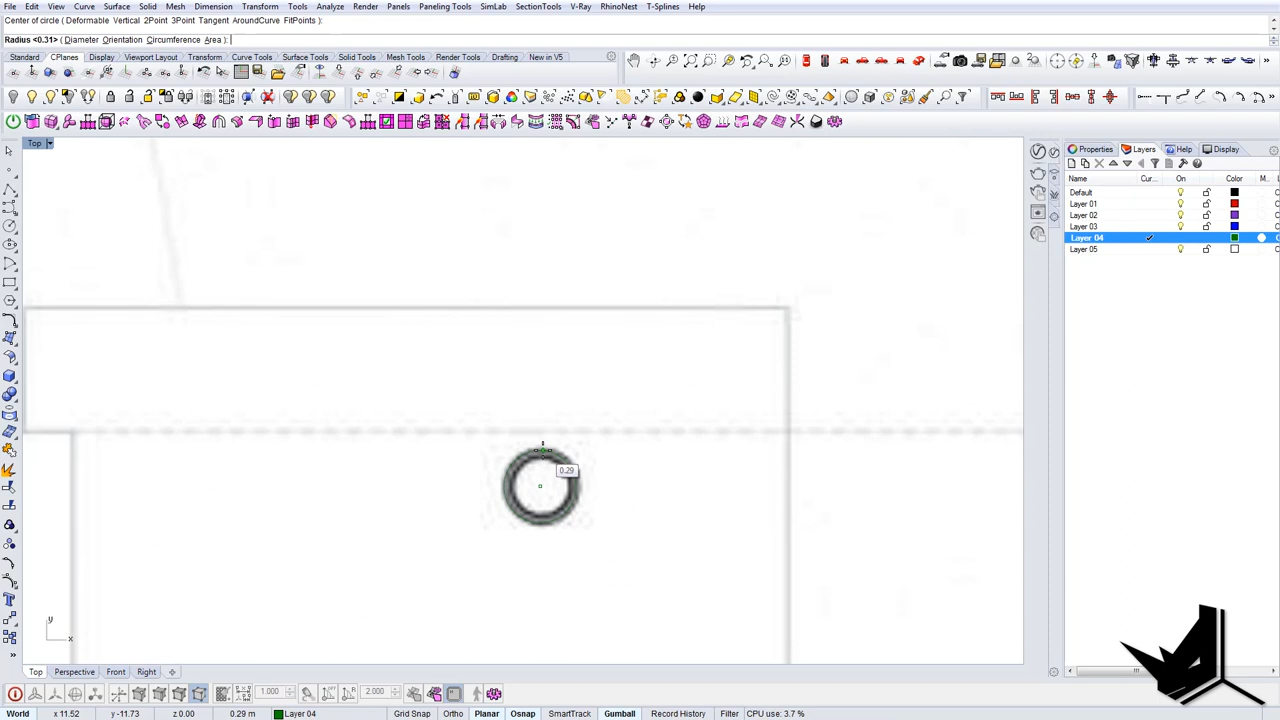 File Edit View Curve Surface Solid Mesh Dimension Transform Tools Analyze Render Panels Paneling Tools SimLab SectionTools V-Ray RhinoNest T-Splines Help
Center of circle ( Deformable Vertical 2Point 3Point Tangent AroundCurve FitPoints ):
Radius <0.31> ( Diameter Orientation Circumference Area ):
Standard CPlanes Display Viewport Layout Transform Curve Tools Surface Tools Solid Tools Mesh Tools Render Tools Drafting New in V5
Top
Properties Layers Help Display
Name Cur... On Color M...
Default
Layer 01
Layer 02
Layer 03
Layer 04
Layer 05
0.29
y
x
Top Perspective Front Right
1.000 2.000
World x 11.52 y -11.73 z 0.00 0.29 m Layer 04 Grid Snap Ortho Planar Osnap SmartTrack Gumball Record History Filter CPU use: 3.7 %